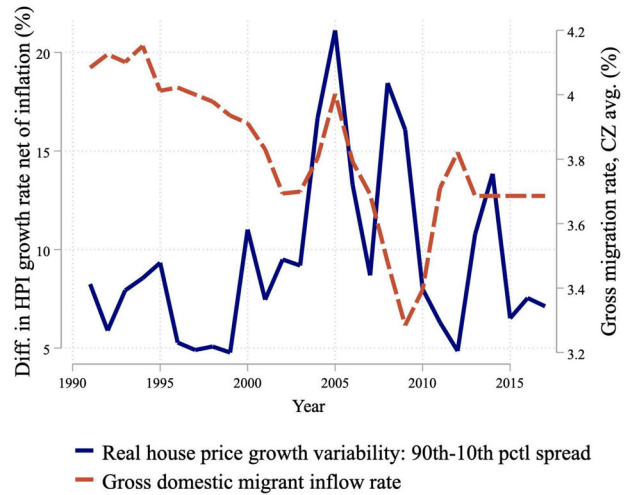 Diff. in HPI growth rate net of inflation (%)
20
15
10
5
4.2
4
3.8
3.6
3.4
3.2
Gross migration rate, CZ avg. (%)
1990 1995 2000 2005 2010 2015
Year
Real house price growth variability: 90th-10th pctl spread
Gross domestic migrant inflow rate